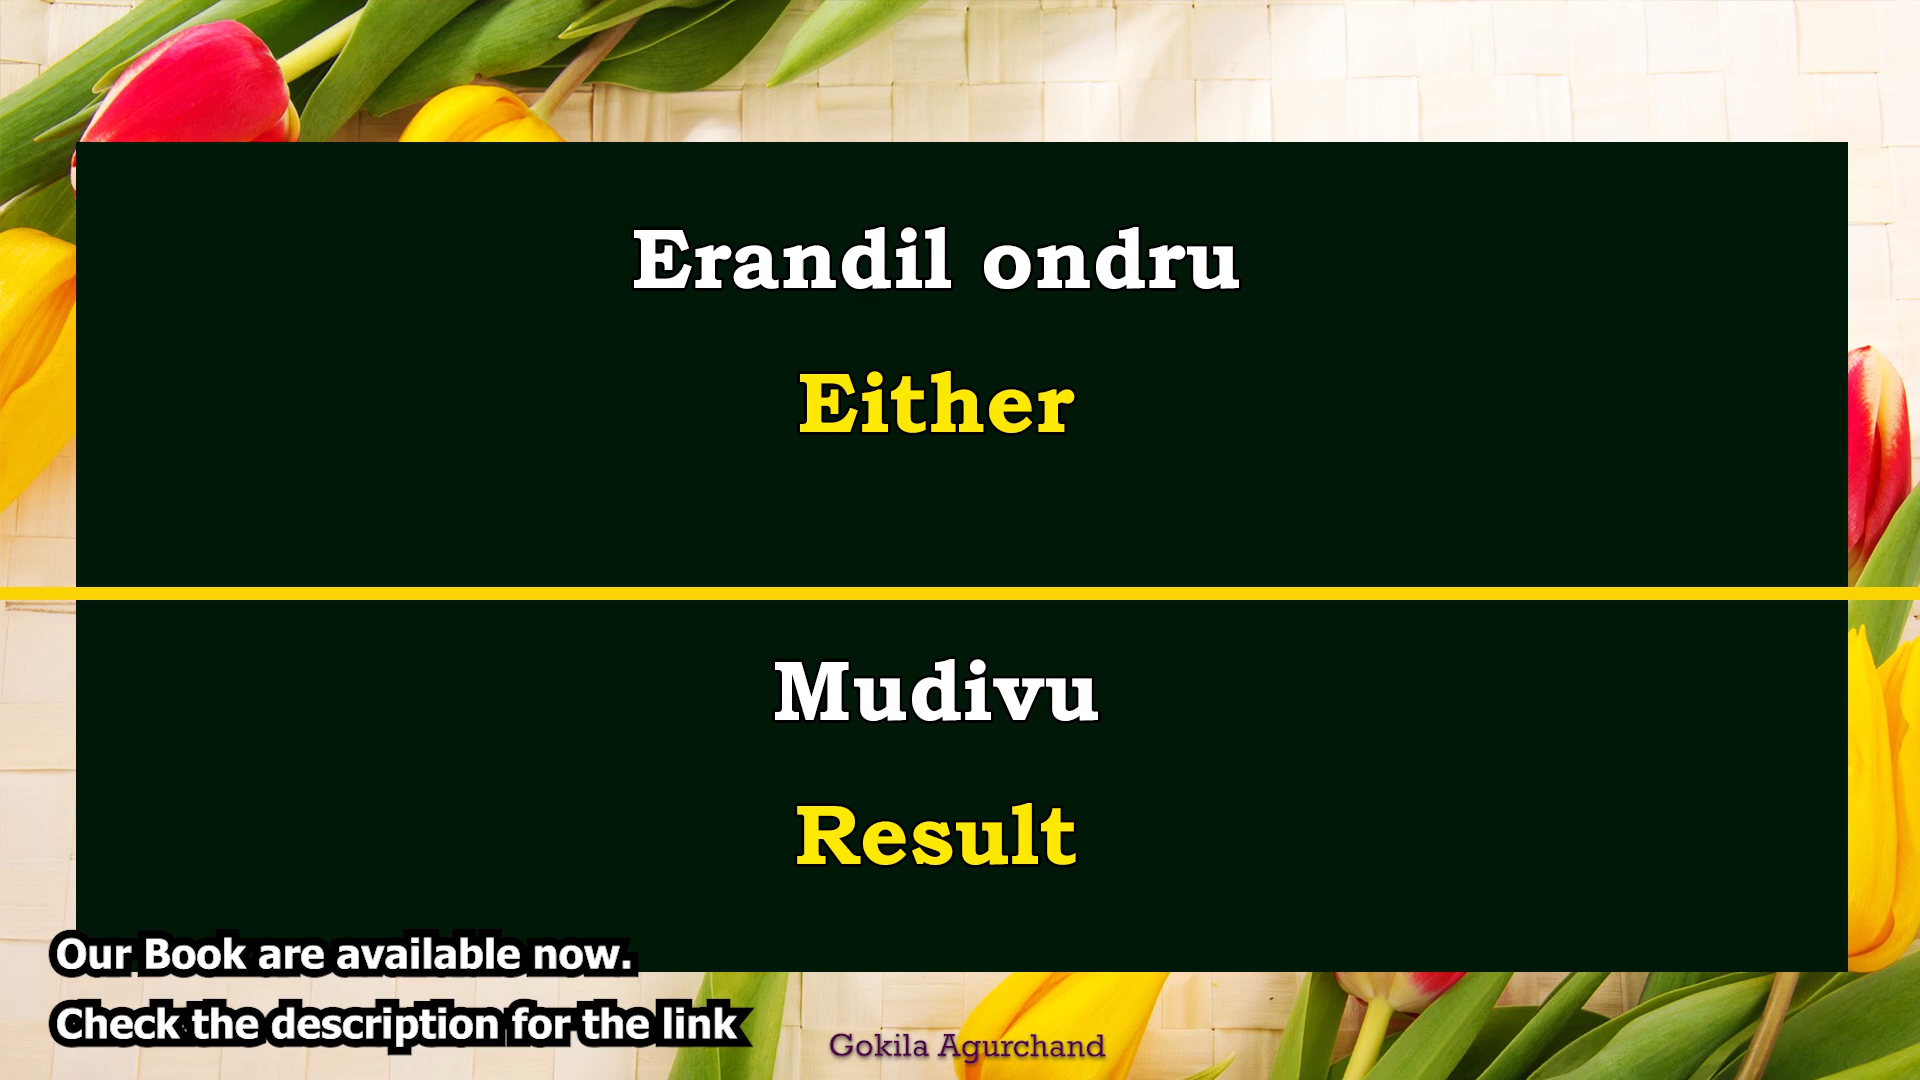 Erandil ondru
Either
Mudivu
Result
Our Book are available now.
Check the description for the link
Gokila Agurchand